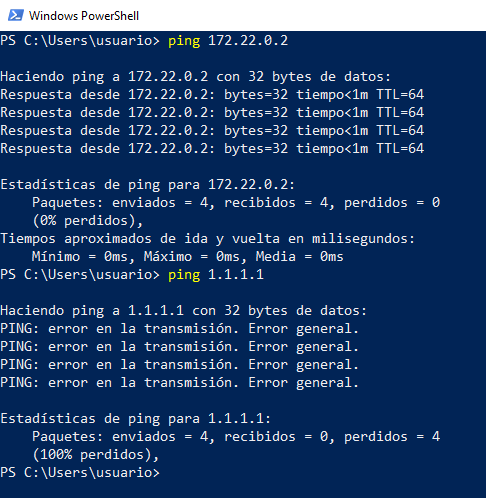 Windows PowerShell
PS C:\Users\usuario> ping 172.22.0.2
Haciendo ping a 172.22.0.2 con 32 bytes de datos:
Respuesta desde 172.22.0.2: bytes=32 tiempo<1m TTL=64
Respuesta desde 172.22.0.2: bytes=32 tiempo<1m TTL=64
Respuesta desde 172.22.0.2: bytes=32 tiempo<1m TTL=64
Respuesta desde 172.22.0.2: bytes=32 tiempo<1m TTL=64
Estadísticas de ping para 172.22.0.2:
Paquetes: enviados = 4, recibidos = 4, perdidos = 0
(0% perdidos),
Tiempos aproximados de ida y vuelta en milisegundos:
Mínimo = 0ms, Máximo = 0ms, Media = 0ms
PS C:\Users\usuario> ping 1.1.1.1
Haciendo ping a 1.1.1.1 con 32 bytes de datos:
PING: error en la transmisión. Error general.
PING: error en la transmisión. Error general.
PING: error en la transmisión. Error general.
PING: error en la transmisión. Error general.
Estadísticas de ping para 1.1.1.1:
Paquetes: enviados = 4, recibidos = 0, perdidos = 4
(100% perdidos),
PS C:\Users\usuario>